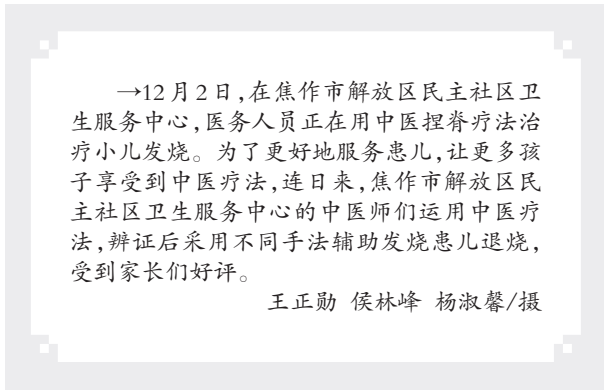 →12月2日,在焦作市解放区民主社区卫
生服务中心,医务人员正在用中医捏脊疗法治
疗小儿发烧。为了更好地服务患儿,让更多孩
子享受到中医疗法,连日来,焦作市解放区民
主社区卫生服务中心的中医师们运用中医疗
法,辨证后采用不同手法辅助发烧患儿退烧,
受到家长们好评。
王正勋 侯林峰 杨淑馨/摄